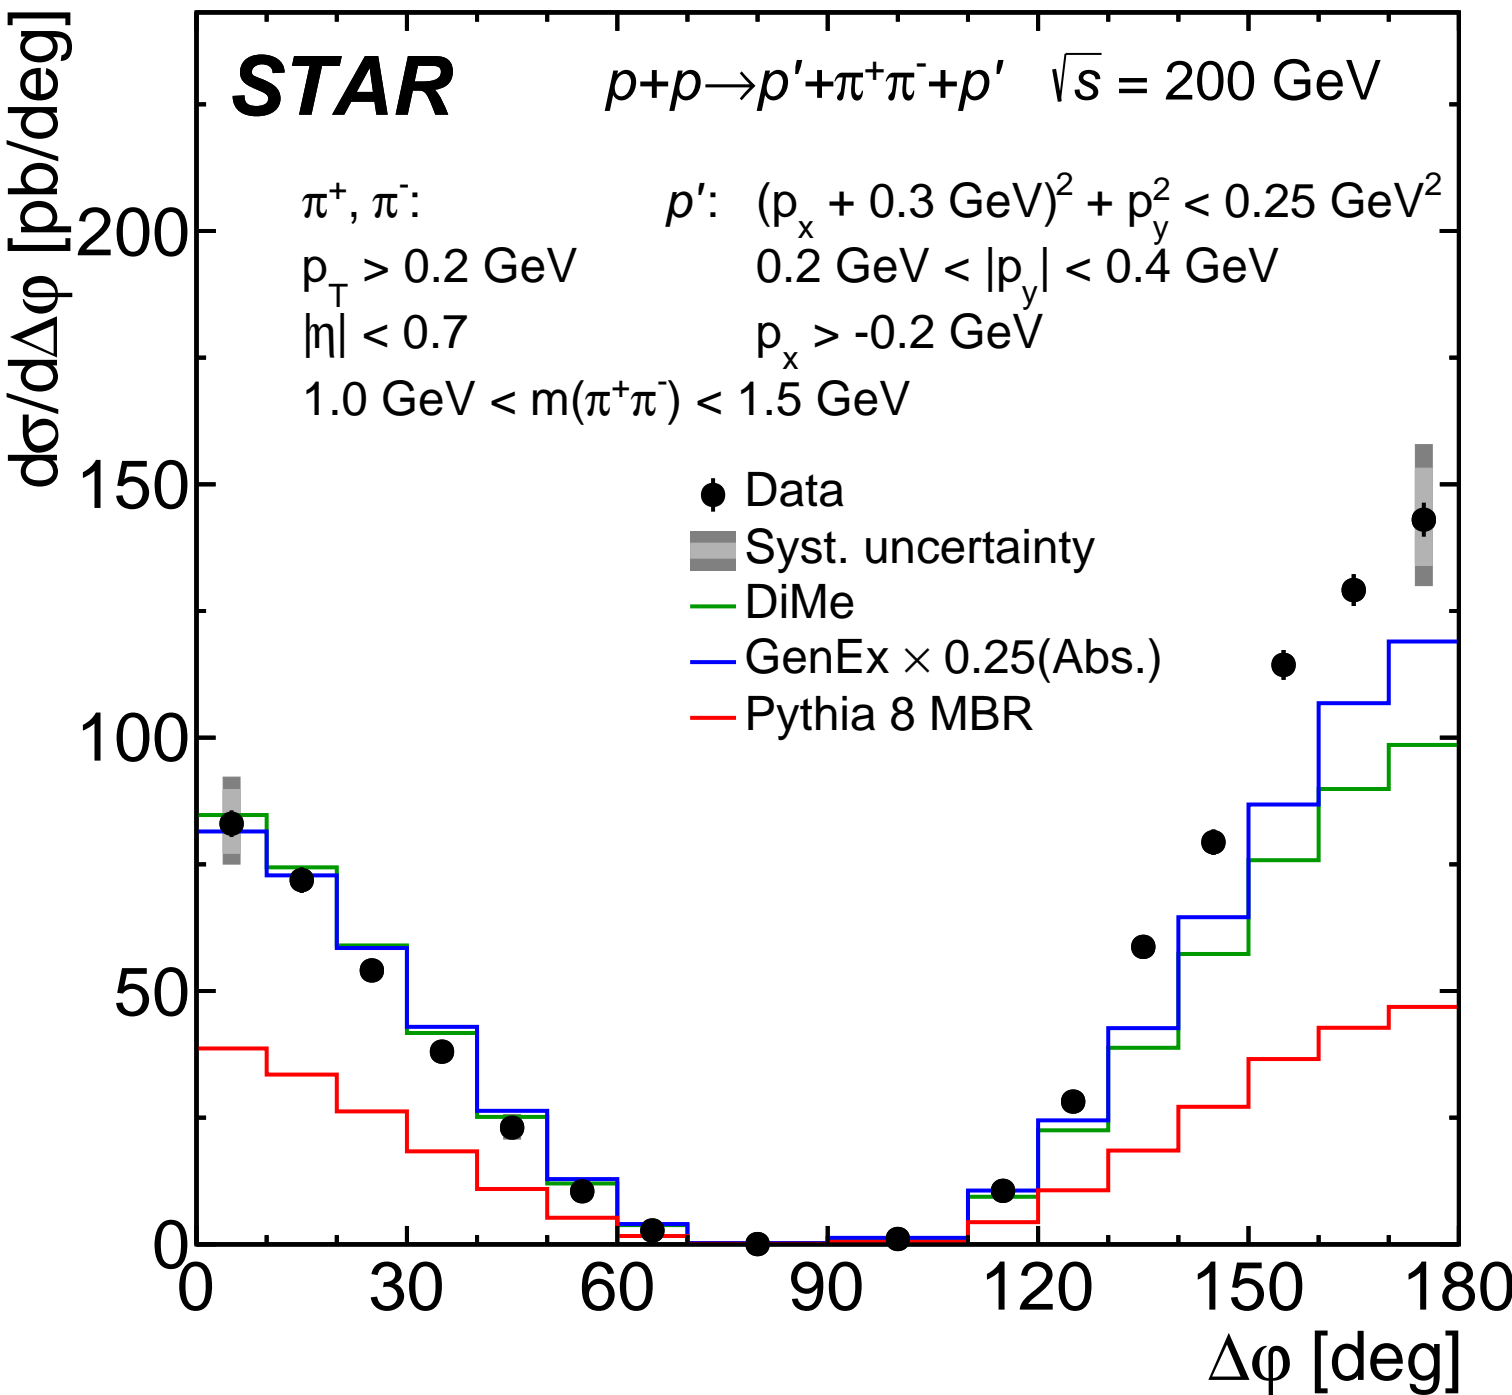 STAR p+p→p′+π⁺π⁻+p′ √s = 200 GeV
π⁺, π⁻: p′: (pₓ + 0.3 GeV)² + p_y² < 0.25 GeV²
p_T > 0.2 GeV 0.2 GeV < |p_y| < 0.4 GeV
|η| < 0.7 pₓ > -0.2 GeV
1.0 GeV < m(π⁺π⁻) < 1.5 GeV
Data
Syst. uncertainty
DiMe
GenEx × 0.25(Abs.)
Pythia 8 MBR
dσ/dΔφ [pb/deg]
200
150
100
50
0
0 30 60 90 120 150 180
Δφ [deg]